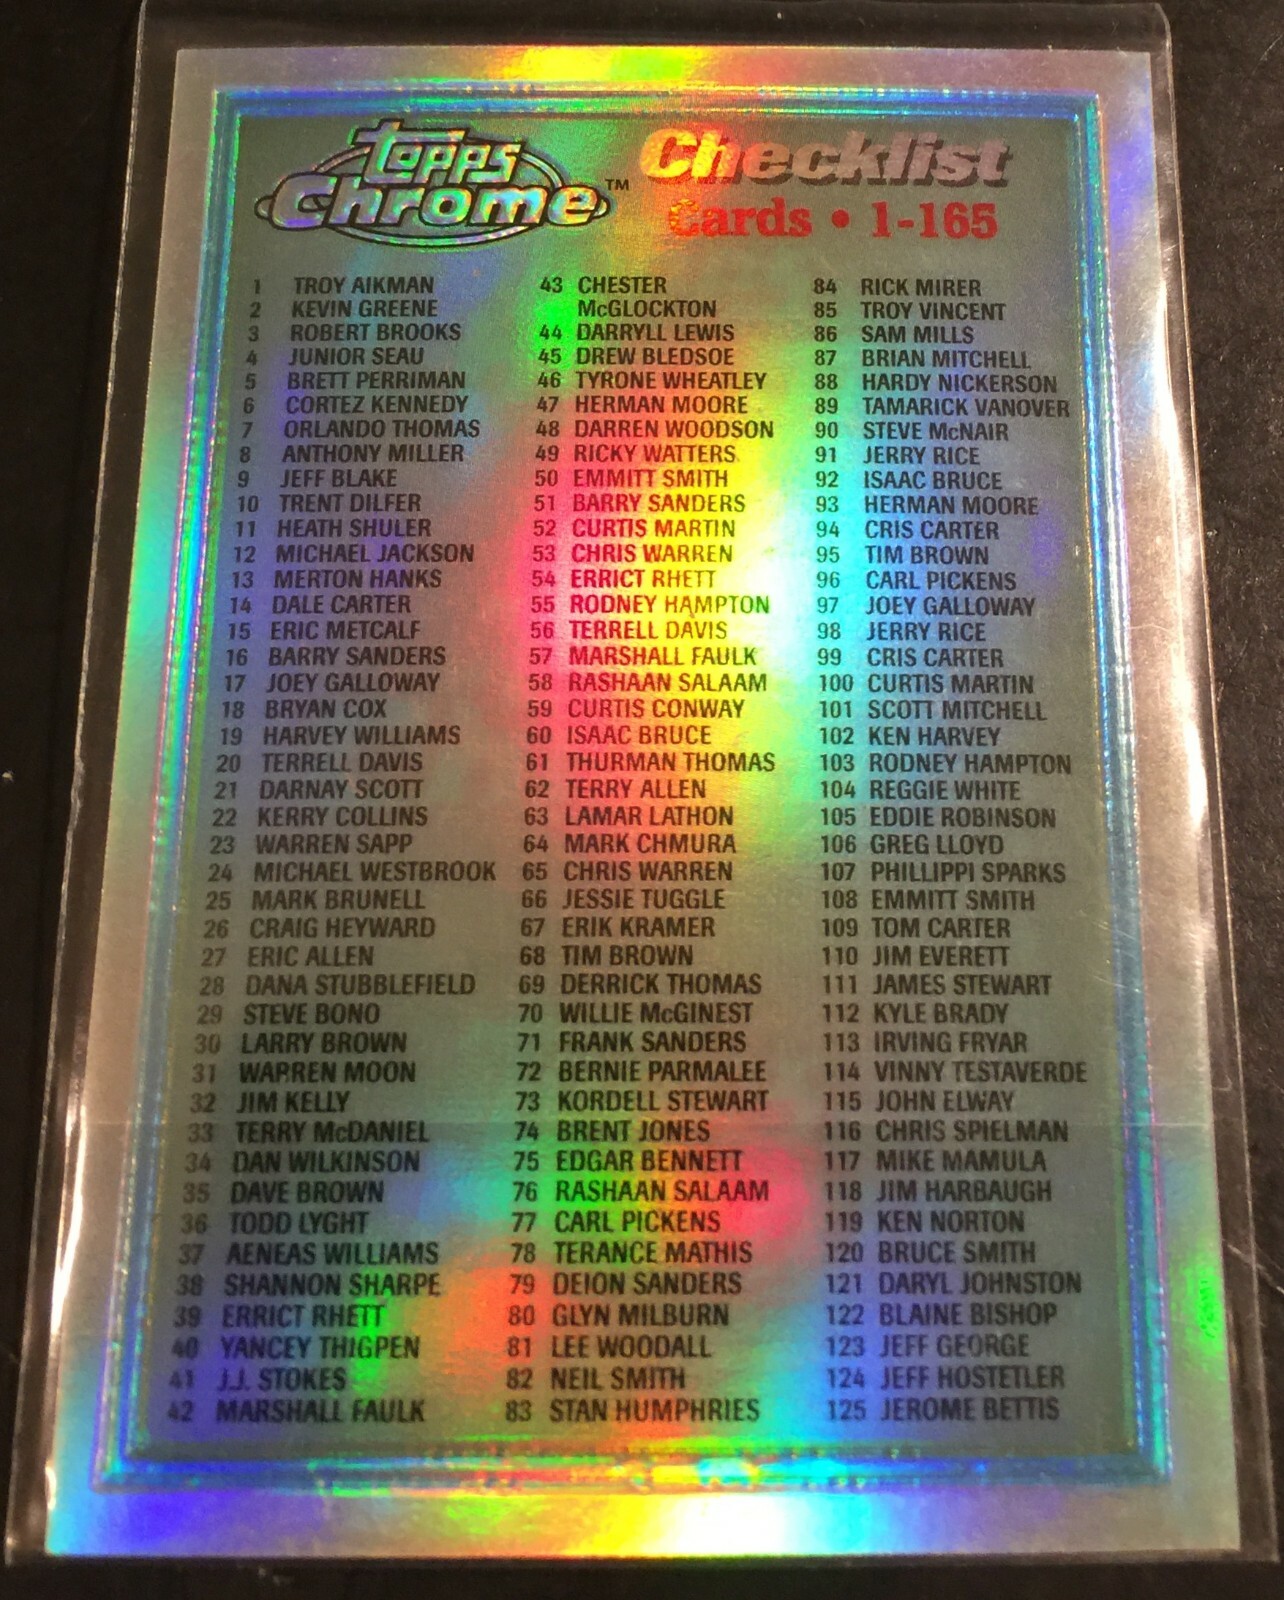 Topps
Chrome™
Checklist
Cards • 1-165
1 TROY AIKMAN
2 KEVIN GREENE
3 ROBERT BROOKS
4 JUNIOR SEAU
5 BRETT PERRIMAN
6 CORTEZ KENNEDY
7 ORLANDO THOMAS
8 ANTHONY MILLER
9 JEFF BLAKE
10 TRENT DILFER
11 HEATH SHULER
12 MICHAEL JACKSON
13 MERTON HANKS
14 DALE CARTER
15 ERIC METCALF
16 BARRY SANDERS
17 JOEY GALLOWAY
18 BRYAN COX
19 HARVEY WILLIAMS
20 TERRELL DAVIS
21 DARNAY SCOTT
22 KERRY COLLINS
23 WARREN SAPP
24 MICHAEL WESTBROOK
25 MARK BRUNELL
26 CRAIG HEYWARD
27 ERIC ALLEN
28 DANA STUBBLEFIELD
29 STEVE BONO
30 LARRY BROWN
31 WARREN MOON
32 JIM KELLY
33 TERRY McDANIEL
34 DAN WILKINSON
35 DAVE BROWN
36 TODD LYGHT
37 AENEAS WILLIAMS
38 SHANNON SHARPE
39 ERRICT RHETT
40 YANCEY THIGPEN
41 J.J. STOKES
42 MARSHALL FAULK
43 CHESTER
McGLOCKTON
44 DARRYLL LEWIS
45 DREW BLEDSOE
46 TYRONE WHEATLEY
47 HERMAN MOORE
48 DARREN WOODSON
49 RICKY WATTERS
50 EMMITT SMITH
51 BARRY SANDERS
52 CURTIS MARTIN
53 CHRIS WARREN
54 ERRICT RHETT
55 RODNEY HAMPTON
56 TERRELL DAVIS
57 MARSHALL FAULK
58 RASHAAN SALAAM
59 CURTIS CONWAY
60 ISAAC BRUCE
61 THURMAN THOMAS
62 TERRY ALLEN
63 LAMAR LATHON
64 MARK CHMURA
65 CHRIS WARREN
66 JESSIE TUGGLE
67 ERIK KRAMER
68 TIM BROWN
69 DERRICK THOMAS
70 WILLIE McGINEST
71 FRANK SANDERS
72 BERNIE PARMALEE
73 KORDELL STEWART
74 BRENT JONES
75 EDGAR BENNETT
76 RASHAAN SALAAM
77 CARL PICKENS
78 TERANCE MATHIS
79 DEION SANDERS
80 GLYN MILBURN
81 LEE WOODALL
82 NEIL SMITH
83 STAN HUMPHRIES
84 RICK MIRER
85 TROY VINCENT
86 SAM MILLS
87 BRIAN MITCHELL
88 HARDY NICKERSON
89 TAMARICK VANOVER
90 STEVE McNAIR
91 JERRY RICE
92 ISAAC BRUCE
93 HERMAN MOORE
94 CRIS CARTER
95 TIM BROWN
96 CARL PICKENS
97 JOEY GALLOWAY
98 JERRY RICE
99 CRIS CARTER
100 CURTIS MARTIN
101 SCOTT MITCHELL
102 KEN HARVEY
103 RODNEY HAMPTON
104 REGGIE WHITE
105 EDDIE ROBINSON
106 GREG LLOYD
107 PHILLIPPI SPARKS
108 EMMITT SMITH
109 TOM CARTER
110 JIM EVERETT
111 JAMES STEWART
112 KYLE BRADY
113 IRVING FRYAR
114 VINNY TESTAVERDE
115 JOHN ELWAY
116 CHRIS SPIELMAN
117 MIKE MAMULA
118 JIM HARBAUGH
119 KEN NORTON
120 BRUCE SMITH
121 DARYL JOHNSTON
122 BLAINE BISHOP
123 JEFF GEORGE
124 JEFF HOSTETLER
125 JEROME BETTIS